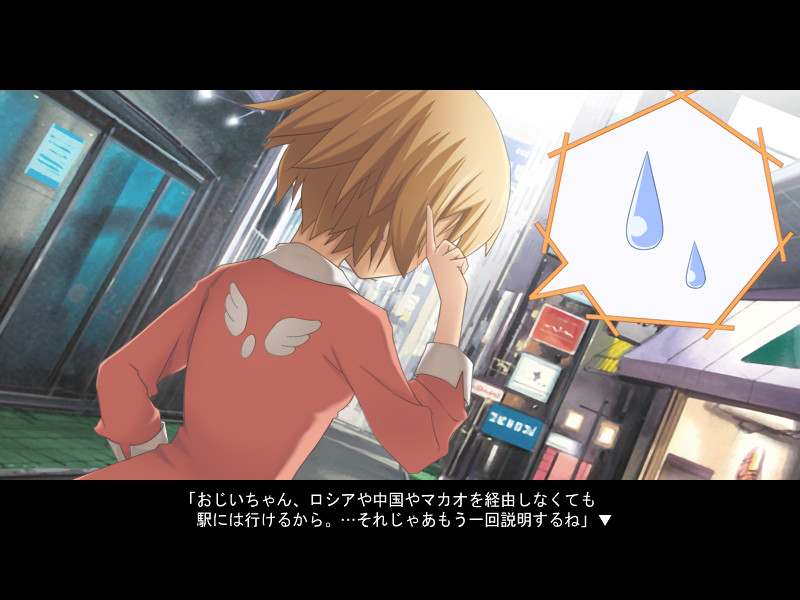 「おじいちゃん、ロシアや中国やマカオを経由しなくても
駅には行けるから。…それじゃあもう一回説明するね」▼